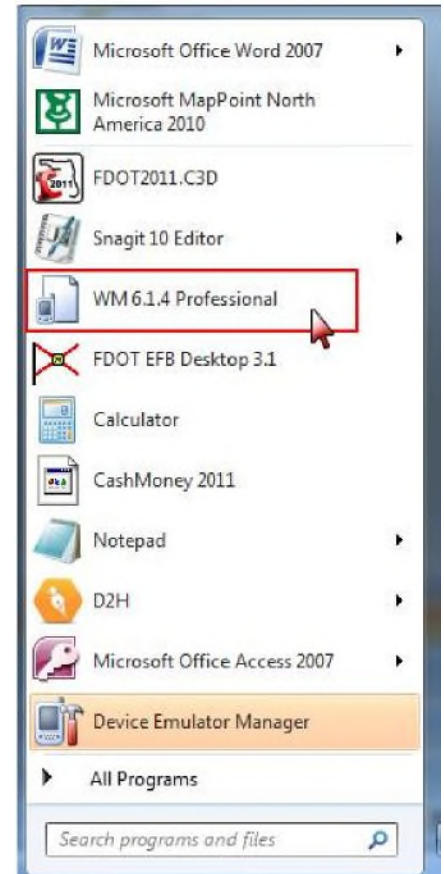 Microsoft Office Word 2007
Microsoft MapPoint North
America 2010
2011
FDOT2011.C3D
Snagit 10 Editor
WM 6.1.4 Professional
FDOT EFB Desktop 3.1
Calculator
CashMoney 2011
Notepad
D2H
Microsoft Office Access 2007
Device Emulator Manager
All Programs
Search programs and files